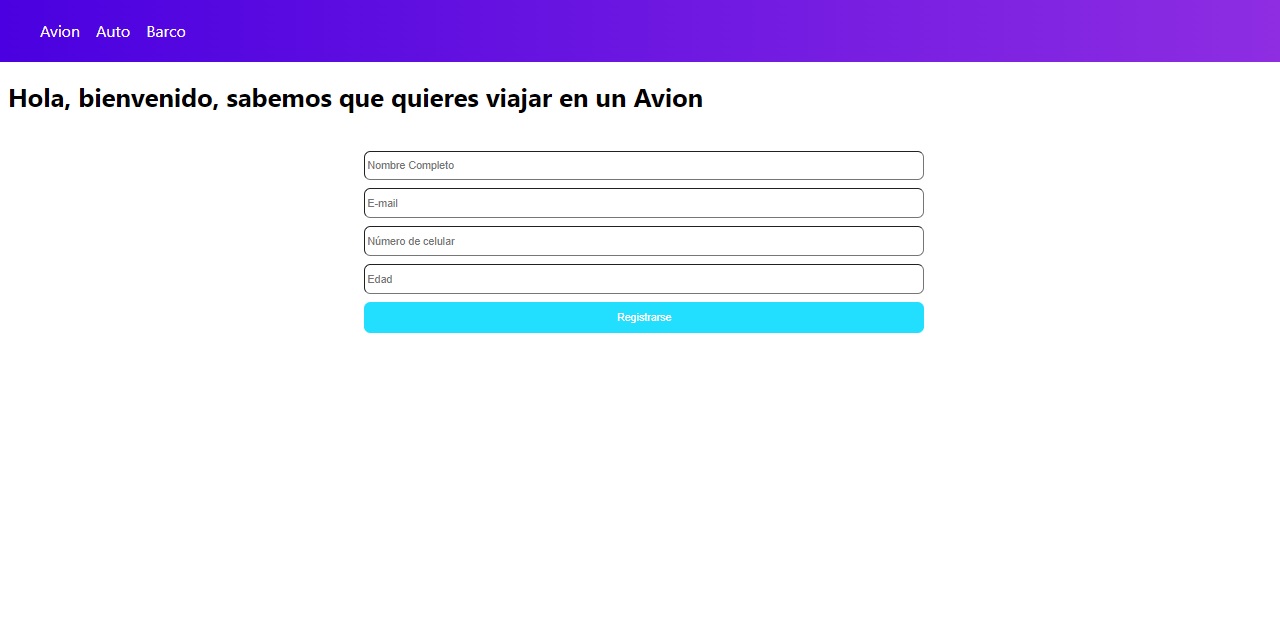 Avion Auto Barco
Hola, bienvenido, sabemos que quieres viajar en un Avion
Nombre Completo
E-mail
Número de celular
Edad
Registrarse